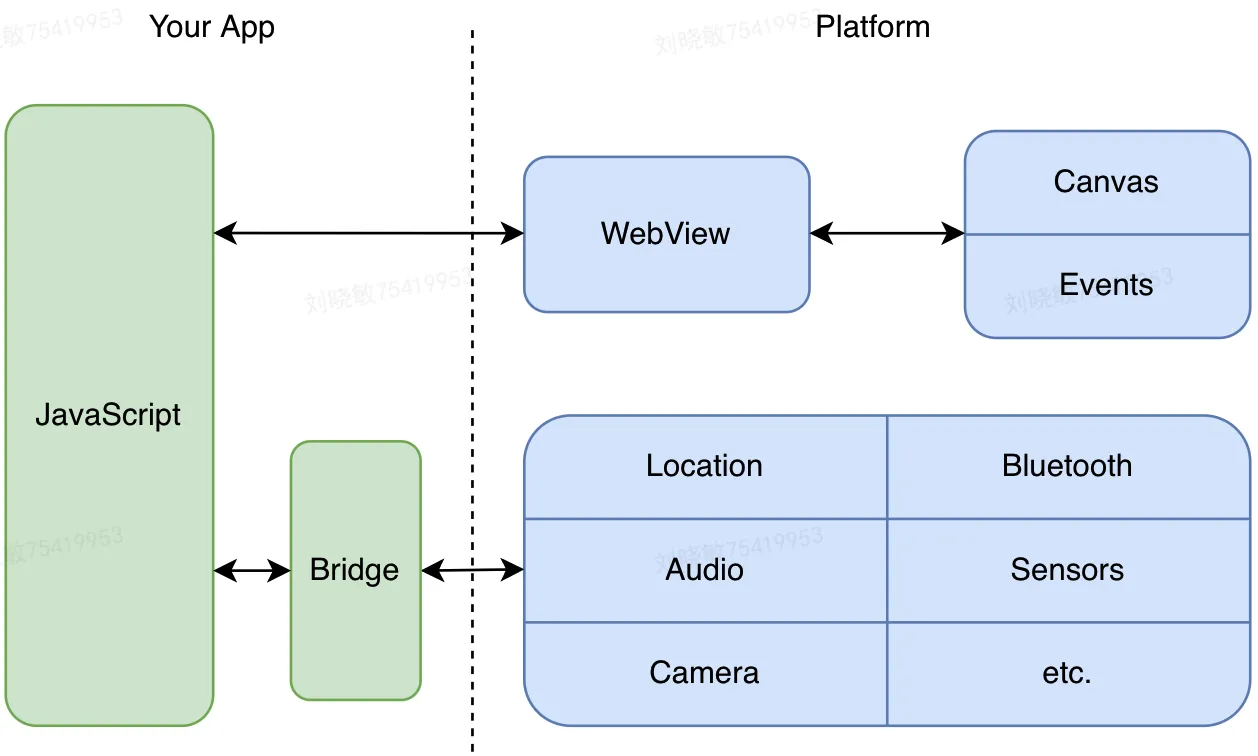 Your App
Platform
JavaScript
WebView
Canvas
Events
Bridge
Location
Bluetooth
Audio
Sensors
Camera
etc.
敏75419953
刘晓敏75419953
刘晓敏75419953
刘晓敏75419953
敏75419953
刘晓敏75419953